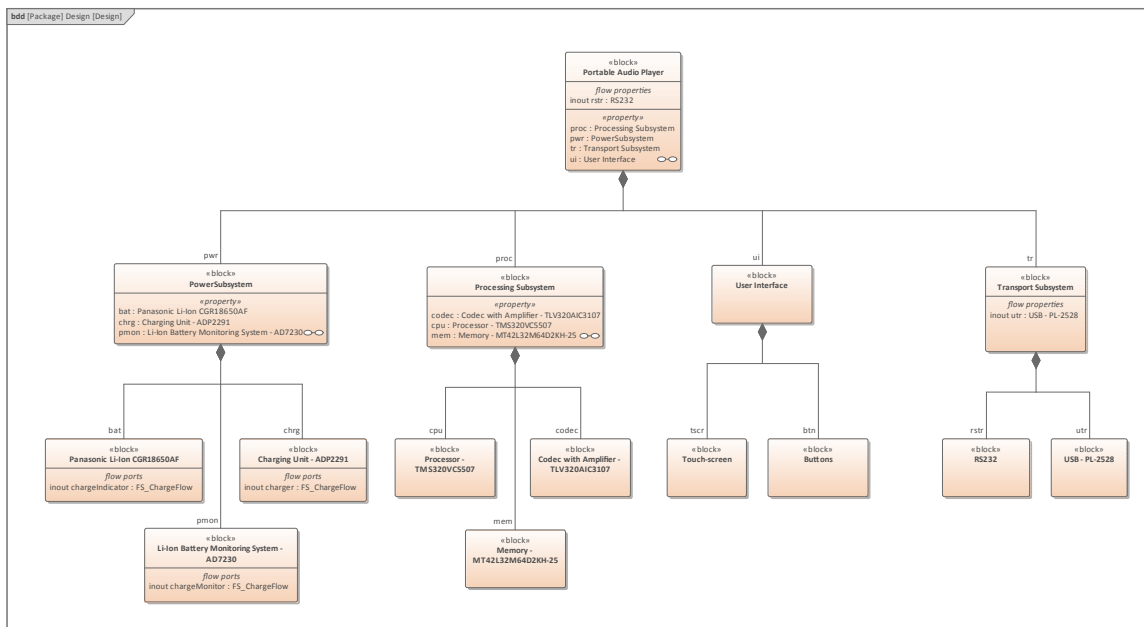 bdd [Package] Design [Design]
«block»
Portable Audio Player
flow properties
inout rstr : RS232
«property»
proc : Processing Subsystem
pwr : PowerSubsystem
tr : Transport Subsystem
ui : User Interface
pwr
proc
ui
tr
«block»
PowerSubsystem
«property»
bat : Panasonic Li-Ion CGR18650AF
chrg : Charging Unit - ADP2291
pmon : Li-Ion Battery Monitoring System - AD7230
«block»
Processing Subsystem
«property»
codec : Codec with Amplifier - TLV320AIC3107
cpu : Processor - TMS320VC5507
mem : Memory - MT42L32M64D2KH-25
«block»
User Interface
«block»
Transport Subsystem
flow properties
inout utr : USB - PL-2528
bat
chrg
cpu
codec
tscr
btn
rstr
utr
«block»
Panasonic Li-Ion CGR18650AF
flow ports
inout chargeIndicator : FS_ChargeFlow
«block»
Charging Unit - ADP2291
flow ports
inout charger : FS_ChargeFlow
«block»
Processor -
TMS320VC5507
«block»
Codec with Amplifier -
TLV320AIC3107
«block»
Touch-screen
«block»
Buttons
«block»
RS232
«block»
USB - PL-2528
pmon
mem
«block»
Li-Ion Battery Monitoring System -
AD7230
flow ports
inout chargeMonitor : FS_ChargeFlow
«block»
Memory -
MT42L32M64D2KH-25